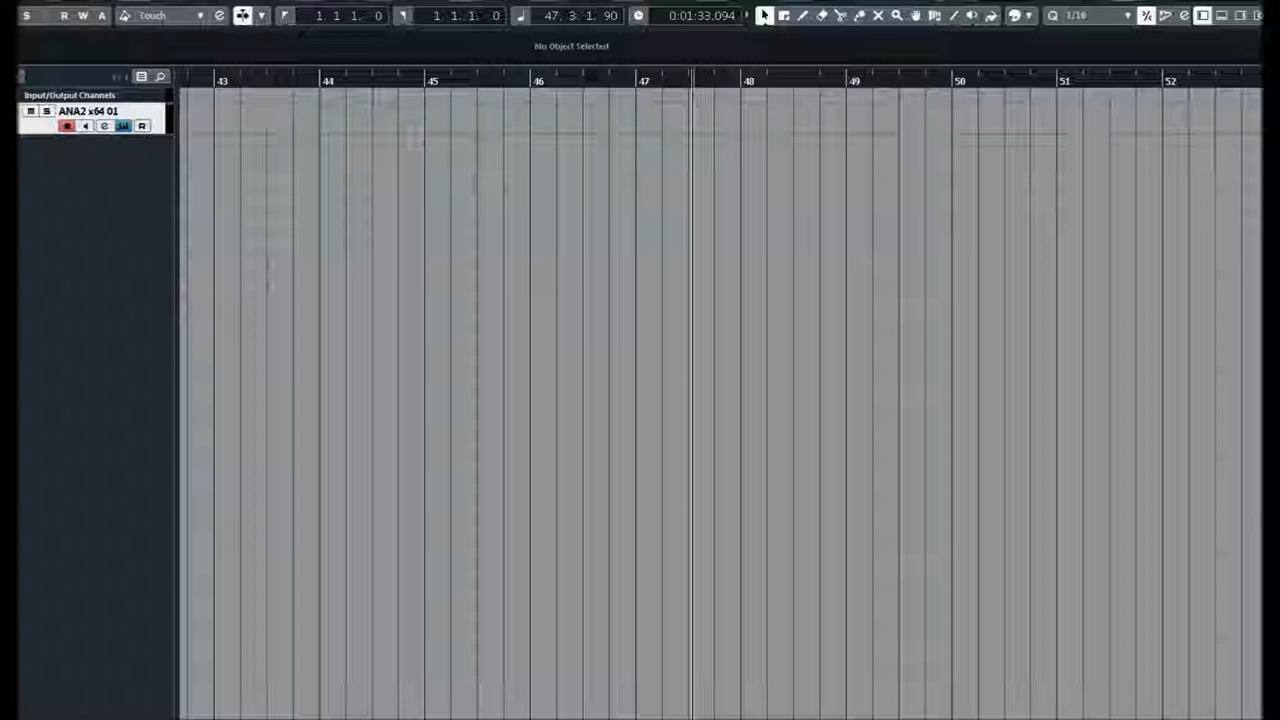 S R W A Touch 1. 1. 1. 0 1. 1. 1. 0 47. 3. 1. 90 0:01:33.094 Q 1/16
No Object Selected
43 44 45 46 47 48 49 50 51 52
Input/Output Channels
m S ANA2 x64 01
e R